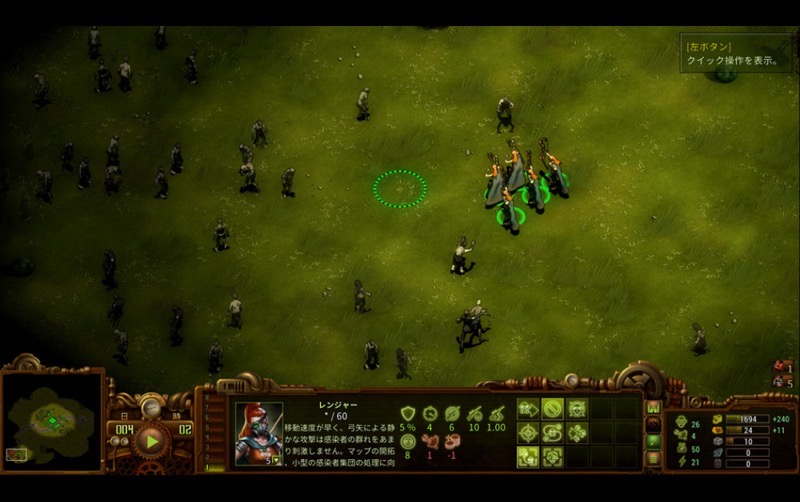 [左ボタン]
クイック操作を表示。
1
5
レンジャー
* / 60
移動速度が早く、弓矢による静
かな攻撃は感染者の群れをあま
り刺激しません。マップの開拓
、小型の感染者集団の処理に向
5
5 % 4 6 10 1.00
8 1 -1
日 時
004 02
26 1694 +240
4 24 +11
50 10
21 0
0